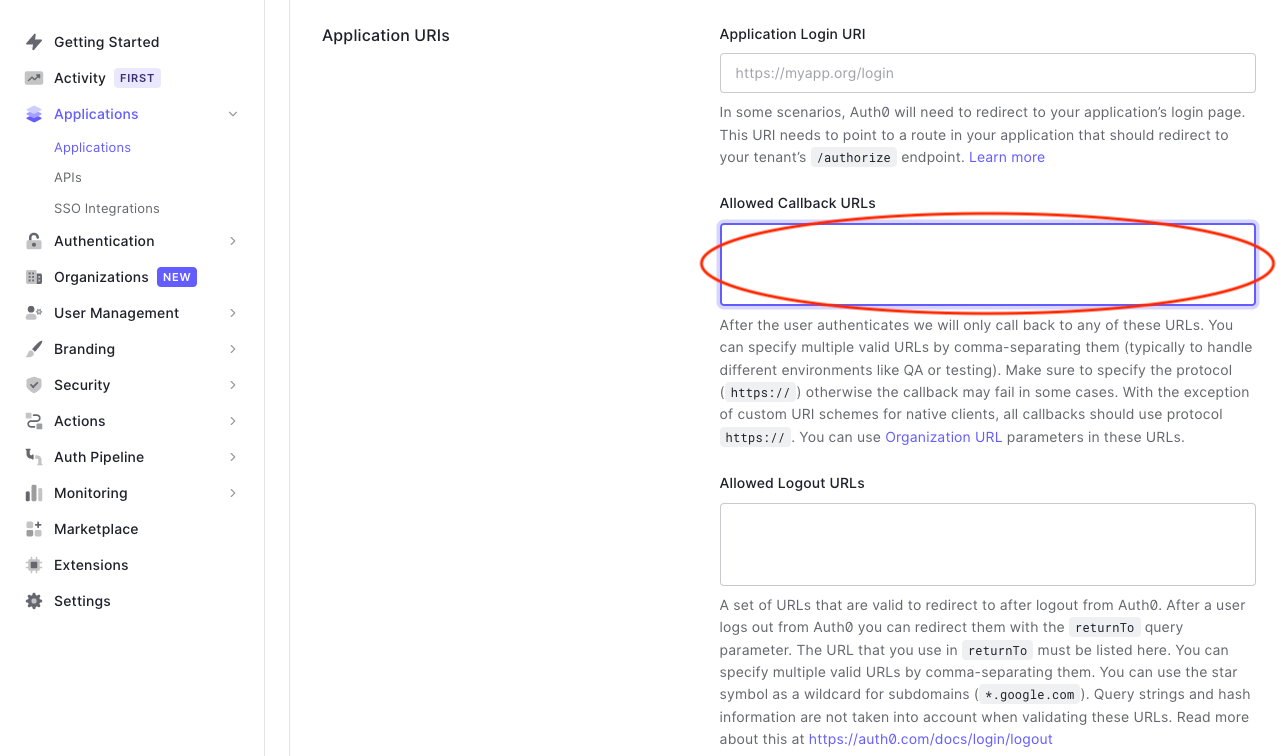 Getting Started
Activity FIRST
Applications
Applications
APIs
SSO Integrations
Authentication
Organizations NEW
User Management
Branding
Security
Actions
Auth Pipeline
Monitoring
Marketplace
Extensions
Settings
Application URIs
Application Login URI
https://myapp.org/login
In some scenarios, Auth0 will need to redirect to your application’s login page.
This URI needs to point to a route in your application that should redirect to
your tenant’s /authorize endpoint. Learn more
Allowed Callback URLs
After the user authenticates we will only call back to any of these URLs. You
can specify multiple valid URLs by comma-separating them (typically to handle
different environments like QA or testing). Make sure to specify the protocol
( https:// ) otherwise the callback may fail in some cases. With the exception
of custom URI schemes for native clients, all callbacks should use protocol
https:// . You can use Organization URL parameters in these URLs.
Allowed Logout URLs
A set of URLs that are valid to redirect to after logout from Auth0. After a user
logs out from Auth0 you can redirect them with the returnTo query
parameter. The URL that you use in returnTo must be listed here. You can
specify multiple valid URLs by comma-separating them. You can use the star
symbol as a wildcard for subdomains ( *.google.com ). Query strings and hash
information are not taken into account when validating these URLs. Read more
about this at https://auth0.com/docs/login/logout